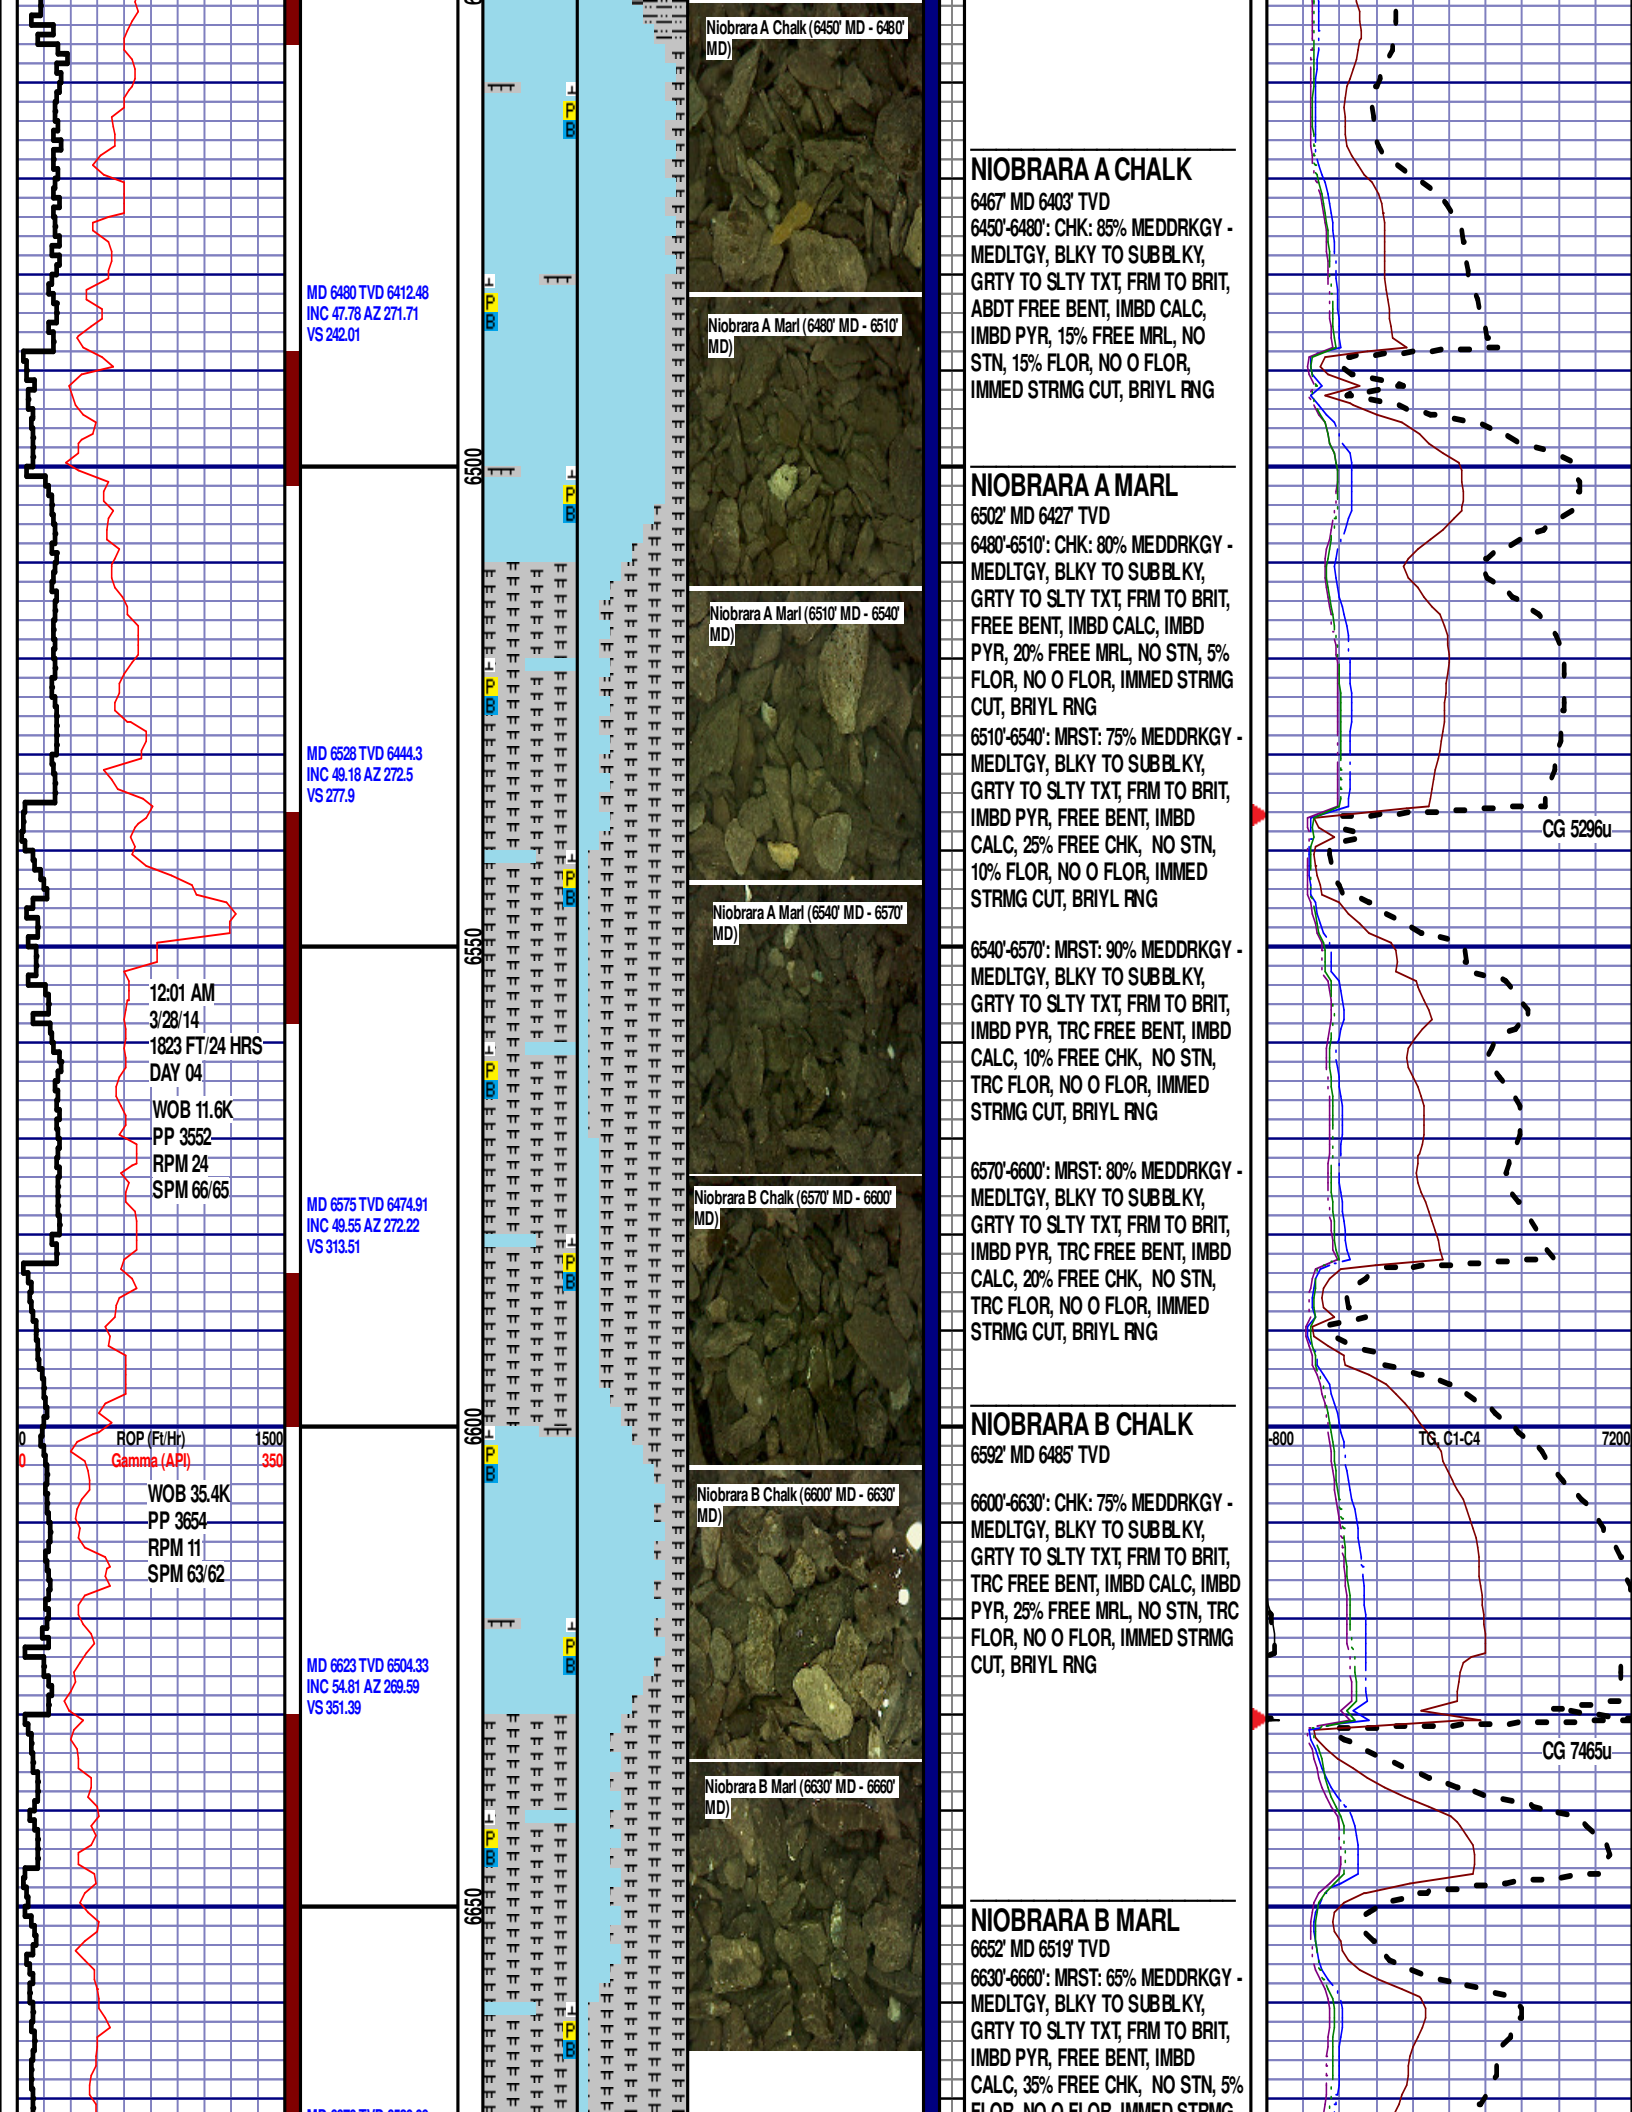 MD 6480 TVD 6412.48
INC 47.78 AZ 271.71
VS 242.01
MD 6528 TVD 6444.3
INC 49.18 AZ 272.5
VS 277.9
12:01 AM
3/28/14
1823 FT/24 HRS
DAY 04
WOB 11.6K
PP 3552
RPM 24
SPM 66/65
MD 6575 TVD 6474.91
INC 49.55 AZ 272.22
VS 313.51
0 ROP (Ft/Hr) 1500
0 Gamma (API) 350
WOB 35.4K
PP 3654
RPM 11
SPM 63/62
MD 6623 TVD 6504.33
INC 54.81 AZ 269.59
VS 351.39
6500
6550
6600
6650
P
B
P
B
P
B
P
B
P
B
P
B
P
B
P
B
P
B
P
B
P
B
Niobrara A Chalk (6450' MD - 6480'
MD)
Niobrara A Marl (6480' MD - 6510'
MD)
Niobrara A Marl (6510' MD - 6540'
MD)
Niobrara A Marl (6540' MD - 6570'
MD)
Niobrara B Chalk (6570' MD - 6600'
MD)
Niobrara B Chalk (6600' MD - 6630'
MD)
Niobrara B Marl (6630' MD - 6660'
MD)
NIOBRARA A CHALK
6467' MD 6403' TVD
6450'-6480': CHK: 85% MEDDRKGY -
MEDLTGY, BLKY TO SUBBLKY,
GRTY TO SLTY TXT, FRM TO BRIT,
ABDT FREE BENT, IMBD CALC,
IMBD PYR, 15% FREE MRL, NO
STN, 15% FLOR, NO O FLOR,
IMMED STRMG CUT, BRIYL RNG
NIOBRARA A MARL
6502' MD 6427' TVD
6480'-6510': CHK: 80% MEDDRKGY -
MEDLTGY, BLKY TO SUBBLKY,
GRTY TO SLTY TXT, FRM TO BRIT,
FREE BENT, IMBD CALC, IMBD
PYR, 20% FREE MRL, NO STN, 5%
FLOR, NO O FLOR, IMMED STRMG
CUT, BRIYL RNG
6510'-6540': MRST: 75% MEDDRKGY -
MEDLTGY, BLKY TO SUBBLKY,
GRTY TO SLTY TXT, FRM TO BRIT,
IMBD PYR, FREE BENT, IMBD
CALC, 25% FREE CHK, NO STN,
10% FLOR, NO O FLOR, IMMED
STRMG CUT, BRIYL RNG
6540'-6570': MRST: 90% MEDDRKGY -
MEDLTGY, BLKY TO SUBBLKY,
GRTY TO SLTY TXT, FRM TO BRIT,
IMBD PYR, TRC FREE BENT, IMBD
CALC, 10% FREE CHK, NO STN,
TRC FLOR, NO O FLOR, IMMED
STRMG CUT, BRIYL RNG
6570'-6600': MRST: 80% MEDDRKGY -
MEDLTGY, BLKY TO SUBBLKY,
GRTY TO SLTY TXT, FRM TO BRIT,
IMBD PYR, TRC FREE BENT, IMBD
CALC, 20% FREE CHK, NO STN,
TRC FLOR, NO O FLOR, IMMED
STRMG CUT, BRIYL RNG
NIOBRARA B CHALK
6592' MD 6485' TVD
6600'-6630': CHK: 75% MEDDRKGY -
MEDLTGY, BLKY TO SUBBLKY,
GRTY TO SLTY TXT, FRM TO BRIT,
TRC FREE BENT, IMBD CALC, IMBD
PYR, 25% FREE MRL, NO STN, TRC
FLOR, NO O FLOR, IMMED STRMG
CUT, BRIYL RNG
NIOBRARA B MARL
6652' MD 6519' TVD
6630'-6660': MRST: 65% MEDDRKGY -
MEDLTGY, BLKY TO SUBBLKY,
GRTY TO SLTY TXT, FRM TO BRIT,
IMBD PYR, FREE BENT, IMBD
CALC, 35% FREE CHK, NO STN, 5%
FLOR, NO O FLOR, IMMED STRMG
CG 5296u
-800 TG, C1-C4 7200
CG 7465u